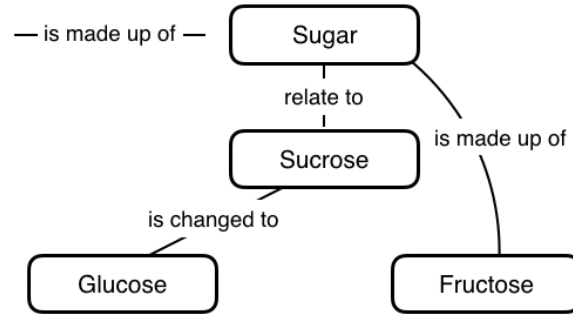 is made up of
Sugar
relate to
is made up of
Sucrose
is changed to
Glucose
Fructose